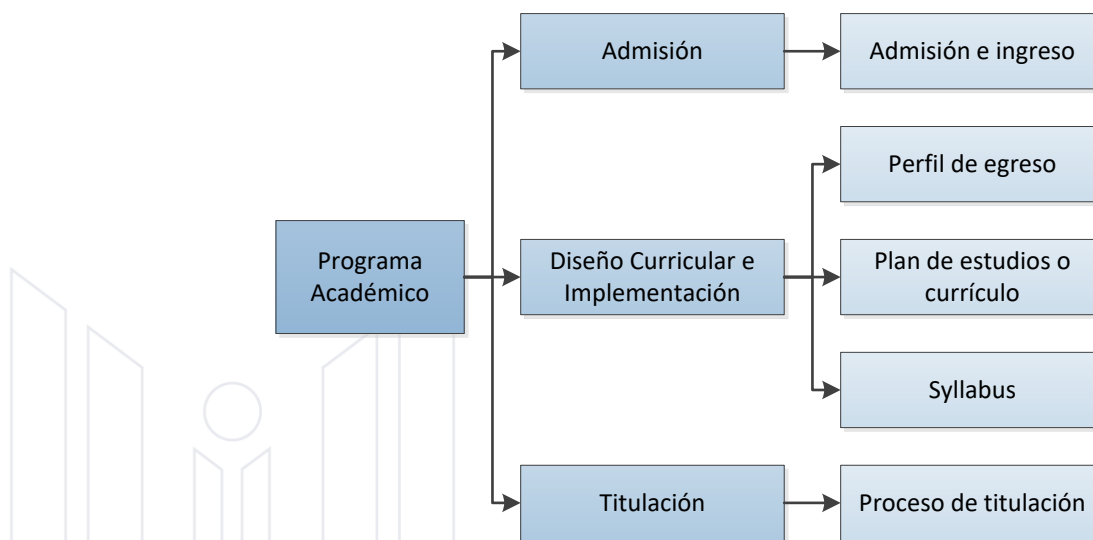 Admisión
Admisión e ingreso
Perfil de egreso
Programa
Académico
Diseño Curricular e
Implementación
Plan de estudios o
currículo
Syllabus
Titulación
Proceso de titulación